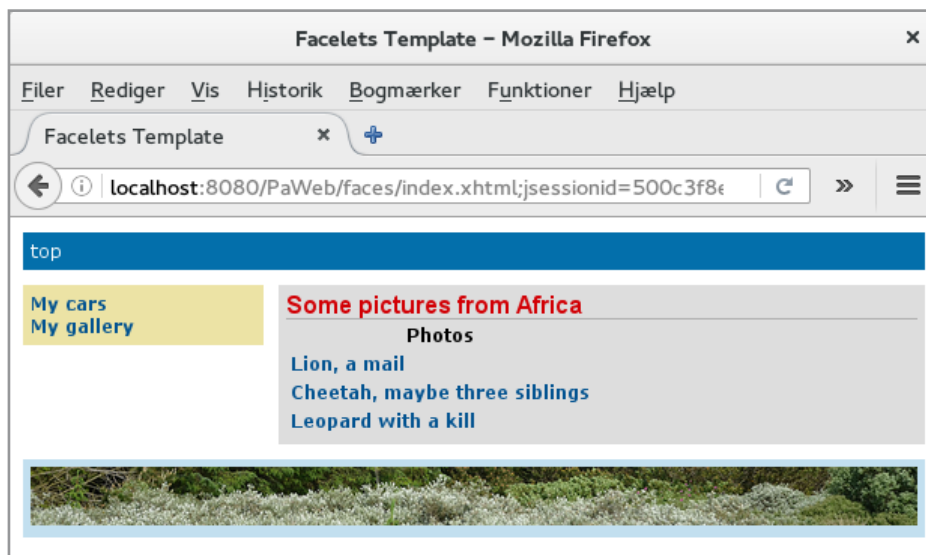 Facelets Template – Mozilla Firefox ×
Filer Rediger Vis Historik Bogmærker Funktioner Hjælp
Facelets Template ×
localhost:8080/PaWeb/faces/index.xhtml;jsessionid=500c3f8e
top
My cars
My gallery
Some pictures from Africa
Photos
Lion, a mail
Cheetah, maybe three siblings
Leopard with a kill